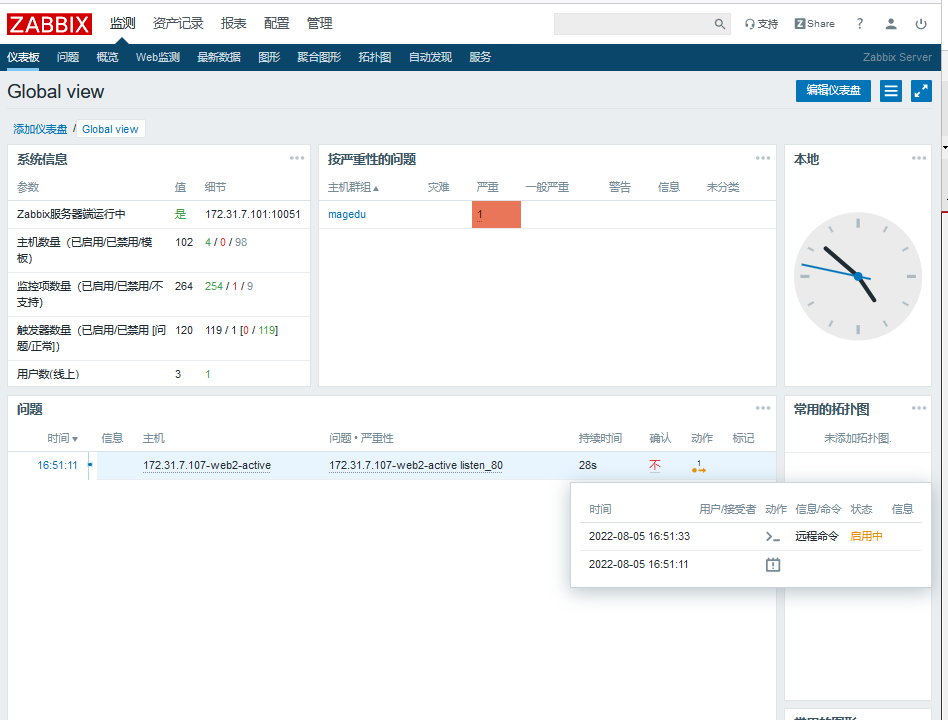 ZABBIX 监测 资产记录 报表 配置 管理 支持 Z Share ?
仪表板 问题 概览 Web监测 最新数据 图形 聚合图形 拓扑图 自动发现 服务 Zabbix Server
Global view 编辑仪表盘
添加仪表盘 / Global view
系统信息
参数 值 细节
Zabbix服务器端运行中 是 172.31.7.101:10051
主机数量（已启用/已禁用/模板) 102 4 / 0 / 98
监控项数量（已启用/已禁用/不支持) 264 254 / 1 / 9
触发器数量（已启用/已禁用 [问题/正常]) 120 119 / 1 [0 / 119]
用户数(线上) 3 1
按严重性的问题
主机群组▲ 灾难 严重 一般严重 警告 信息 未分类
magedu 1
本地
问题
时间▼ 信息 主机 问题 • 严重性 持续时间 确认 动作 标记
16:51:11 172.31.7.107-web2-active 172.31.7.107-web2-active listen_80 28s 不 1
常用的拓扑图
未添加拓扑图.
时间 用户/接受者 动作 信息/命令 状态 信息
2022-08-05 16:51:33 远程命令 启用中
2022-08-05 16:51:11
常用的图形